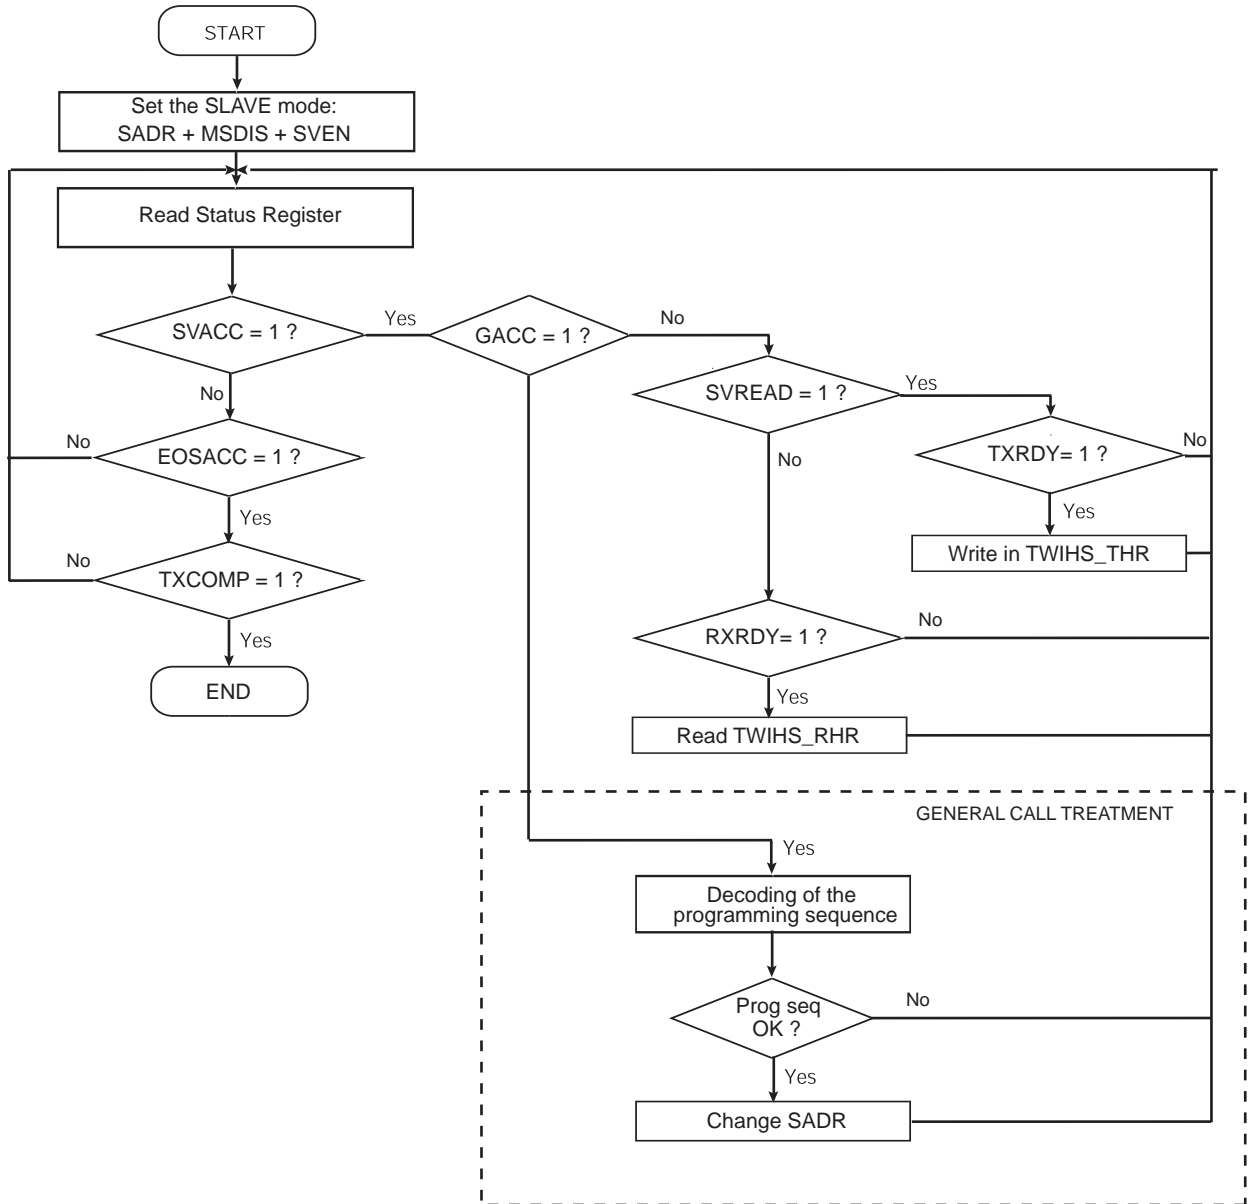 START
Set the SLAVE mode:
SADR + MSDIS + SVEN
Read Status Register
SVACC = 1 ?
Yes
GACC = 1 ?
No
No
SVREAD = 1 ?
Yes
No
EOSACC = 1 ?
No
TXRDY= 1 ?
No
Yes
Yes
Write in TWIHS_THR
No
TXCOMP = 1 ?
Yes
RXRDY= 1 ?
No
END
Yes
Read TWIHS_RHR
GENERAL CALL TREATMENT
Yes
Decoding of the
programming sequence
Prog seq
OK ?
No
Yes
Change SADR